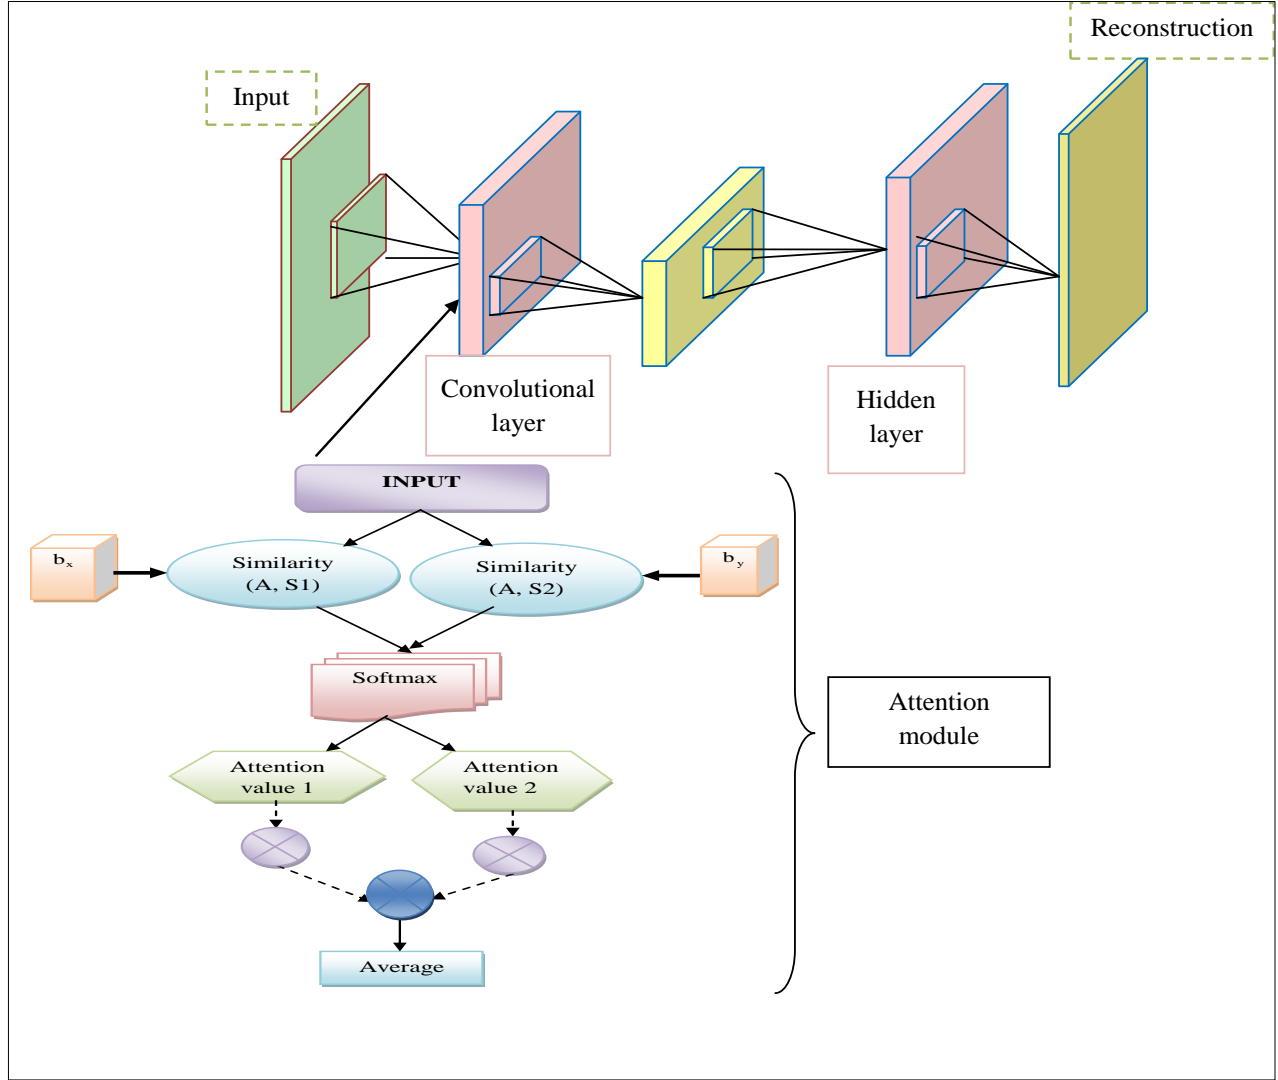 Reconstruction
Input
Convolutional
layer
Hidden
layer
INPUT
bₓ
Similarity
(A, S1)
Similarity
(A, S2)
b_y
Softmax
Attention
module
Attention
value 1
Attention
value 2
Average